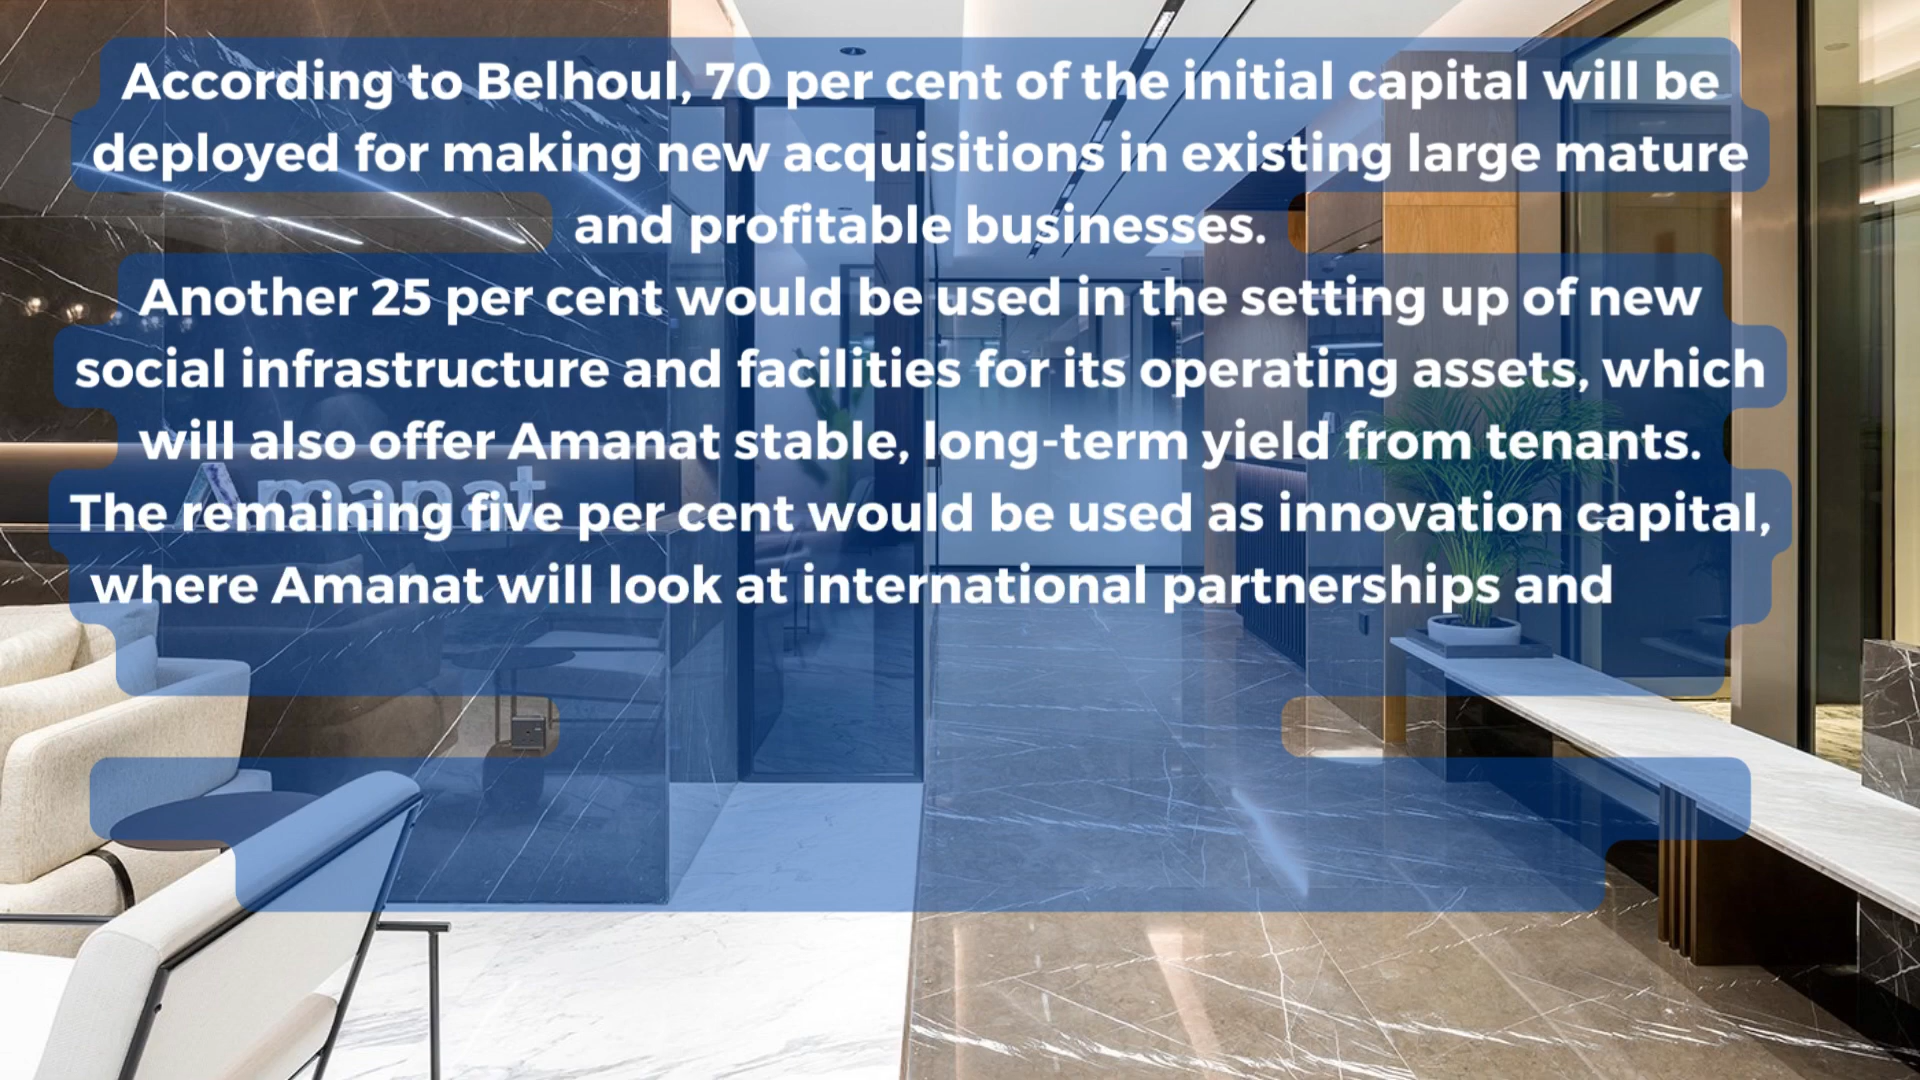 According to Belhoul, 70 per cent of the initial capital will be
deployed for making new acquisitions in existing large mature
and profitable businesses.
Another 25 per cent would be used in the setting up of new
social infrastructure and facilities for its operating assets, which
will also offer Amanat stable, long-term yield from tenants.
Amanat
The remaining five per cent would be used as innovation capital,
where Amanat will look at international partnerships and